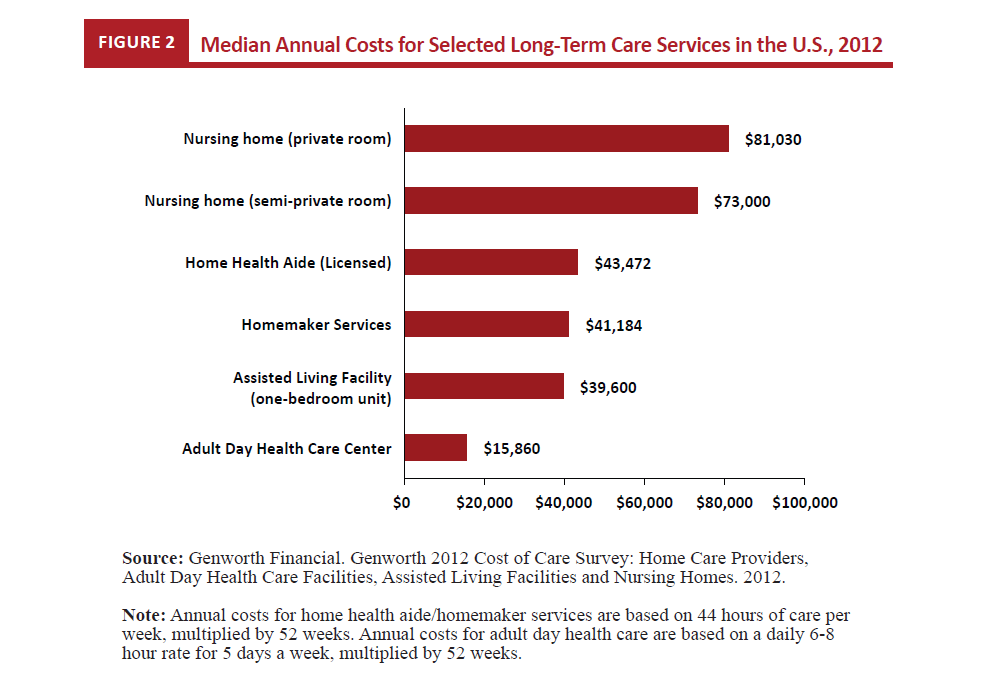 FIGURE 2
Median Annual Costs for Selected Long-Term Care Services in the U.S., 2012
Nursing home (private room)
$81,030
Nursing home (semi-private room)
$73,000
Home Health Aide (Licensed)
$43,472
Homemaker Services
$41,184
Assisted Living Facility
(one-bedroom unit)
$39,600
Adult Day Health Care Center
$15,860
$0 $20,000 $40,000 $60,000 $80,000 $100,000
Source: Genworth Financial. Genworth 2012 Cost of Care Survey: Home Care Providers,
Adult Day Health Care Facilities, Assisted Living Facilities and Nursing Homes. 2012.
Note: Annual costs for home health aide/homemaker services are based on 44 hours of care per
week, multiplied by 52 weeks. Annual costs for adult day health care are based on a daily 6-8
hour rate for 5 days a week, multiplied by 52 weeks.